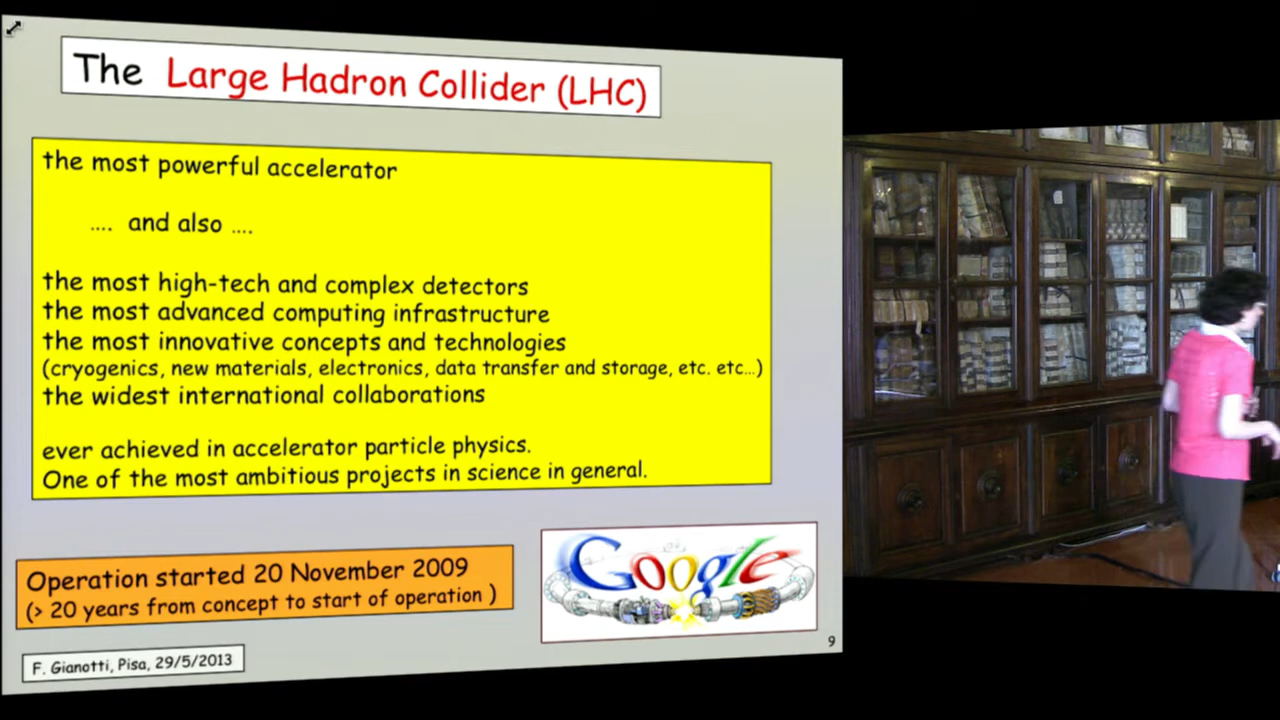 The Large Hadron Collider (LHC)
the most powerful accelerator
.... and also ....
the most high-tech and complex detectors
the most advanced computing infrastructure
the most innovative concepts and technologies
(cryogenics, new materials, electronics, data transfer and storage, etc. etc...)
the widest international collaborations
ever achieved in accelerator particle physics.
One of the most ambitious projects in science in general.
Operation started 20 November 2009
(> 20 years from concept to start of operation )
Google
9
F. Gianotti, Pisa, 29/5/2013